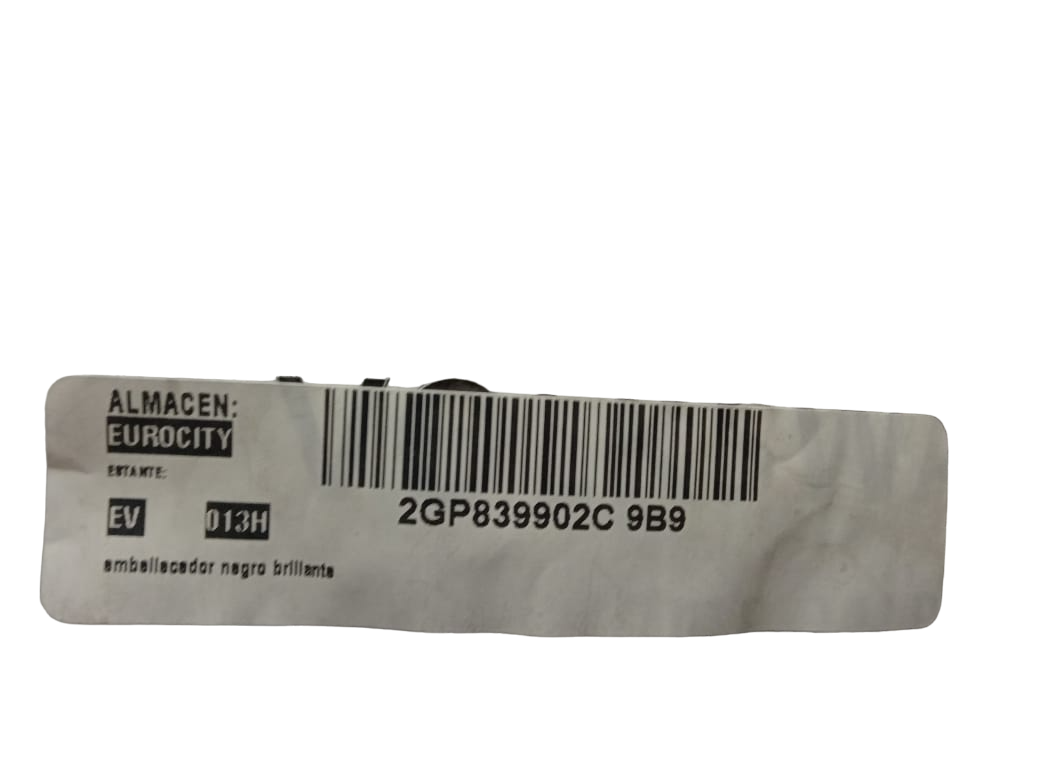 ALMACEN:
EUROCITY
ESTANTE:
EV 013H
embellecedor negro brillante
2GP839902C 9B9